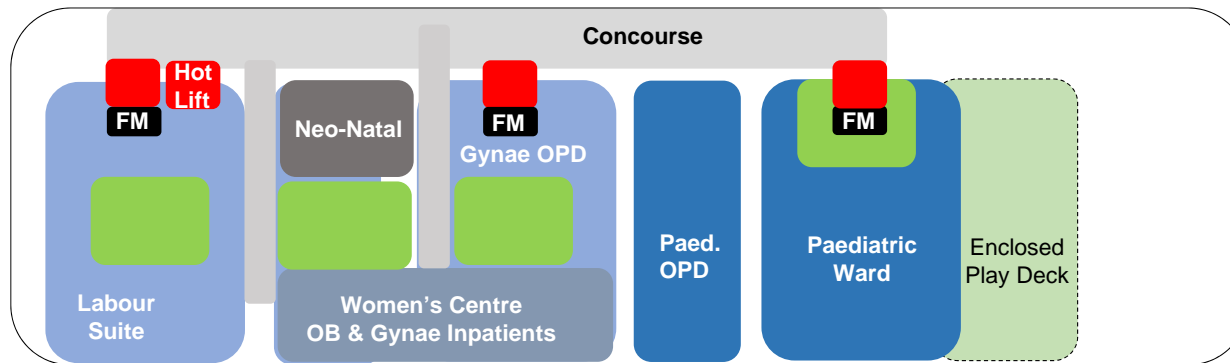 Concourse
Hot
Lift
FM
Neo-Natal
FM
Gynae OPD
FM
Labour
Suite
Women's Centre
OB & Gynae Inpatients
Paed.
OPD
Paediatric
Ward
Enclosed
Play Deck